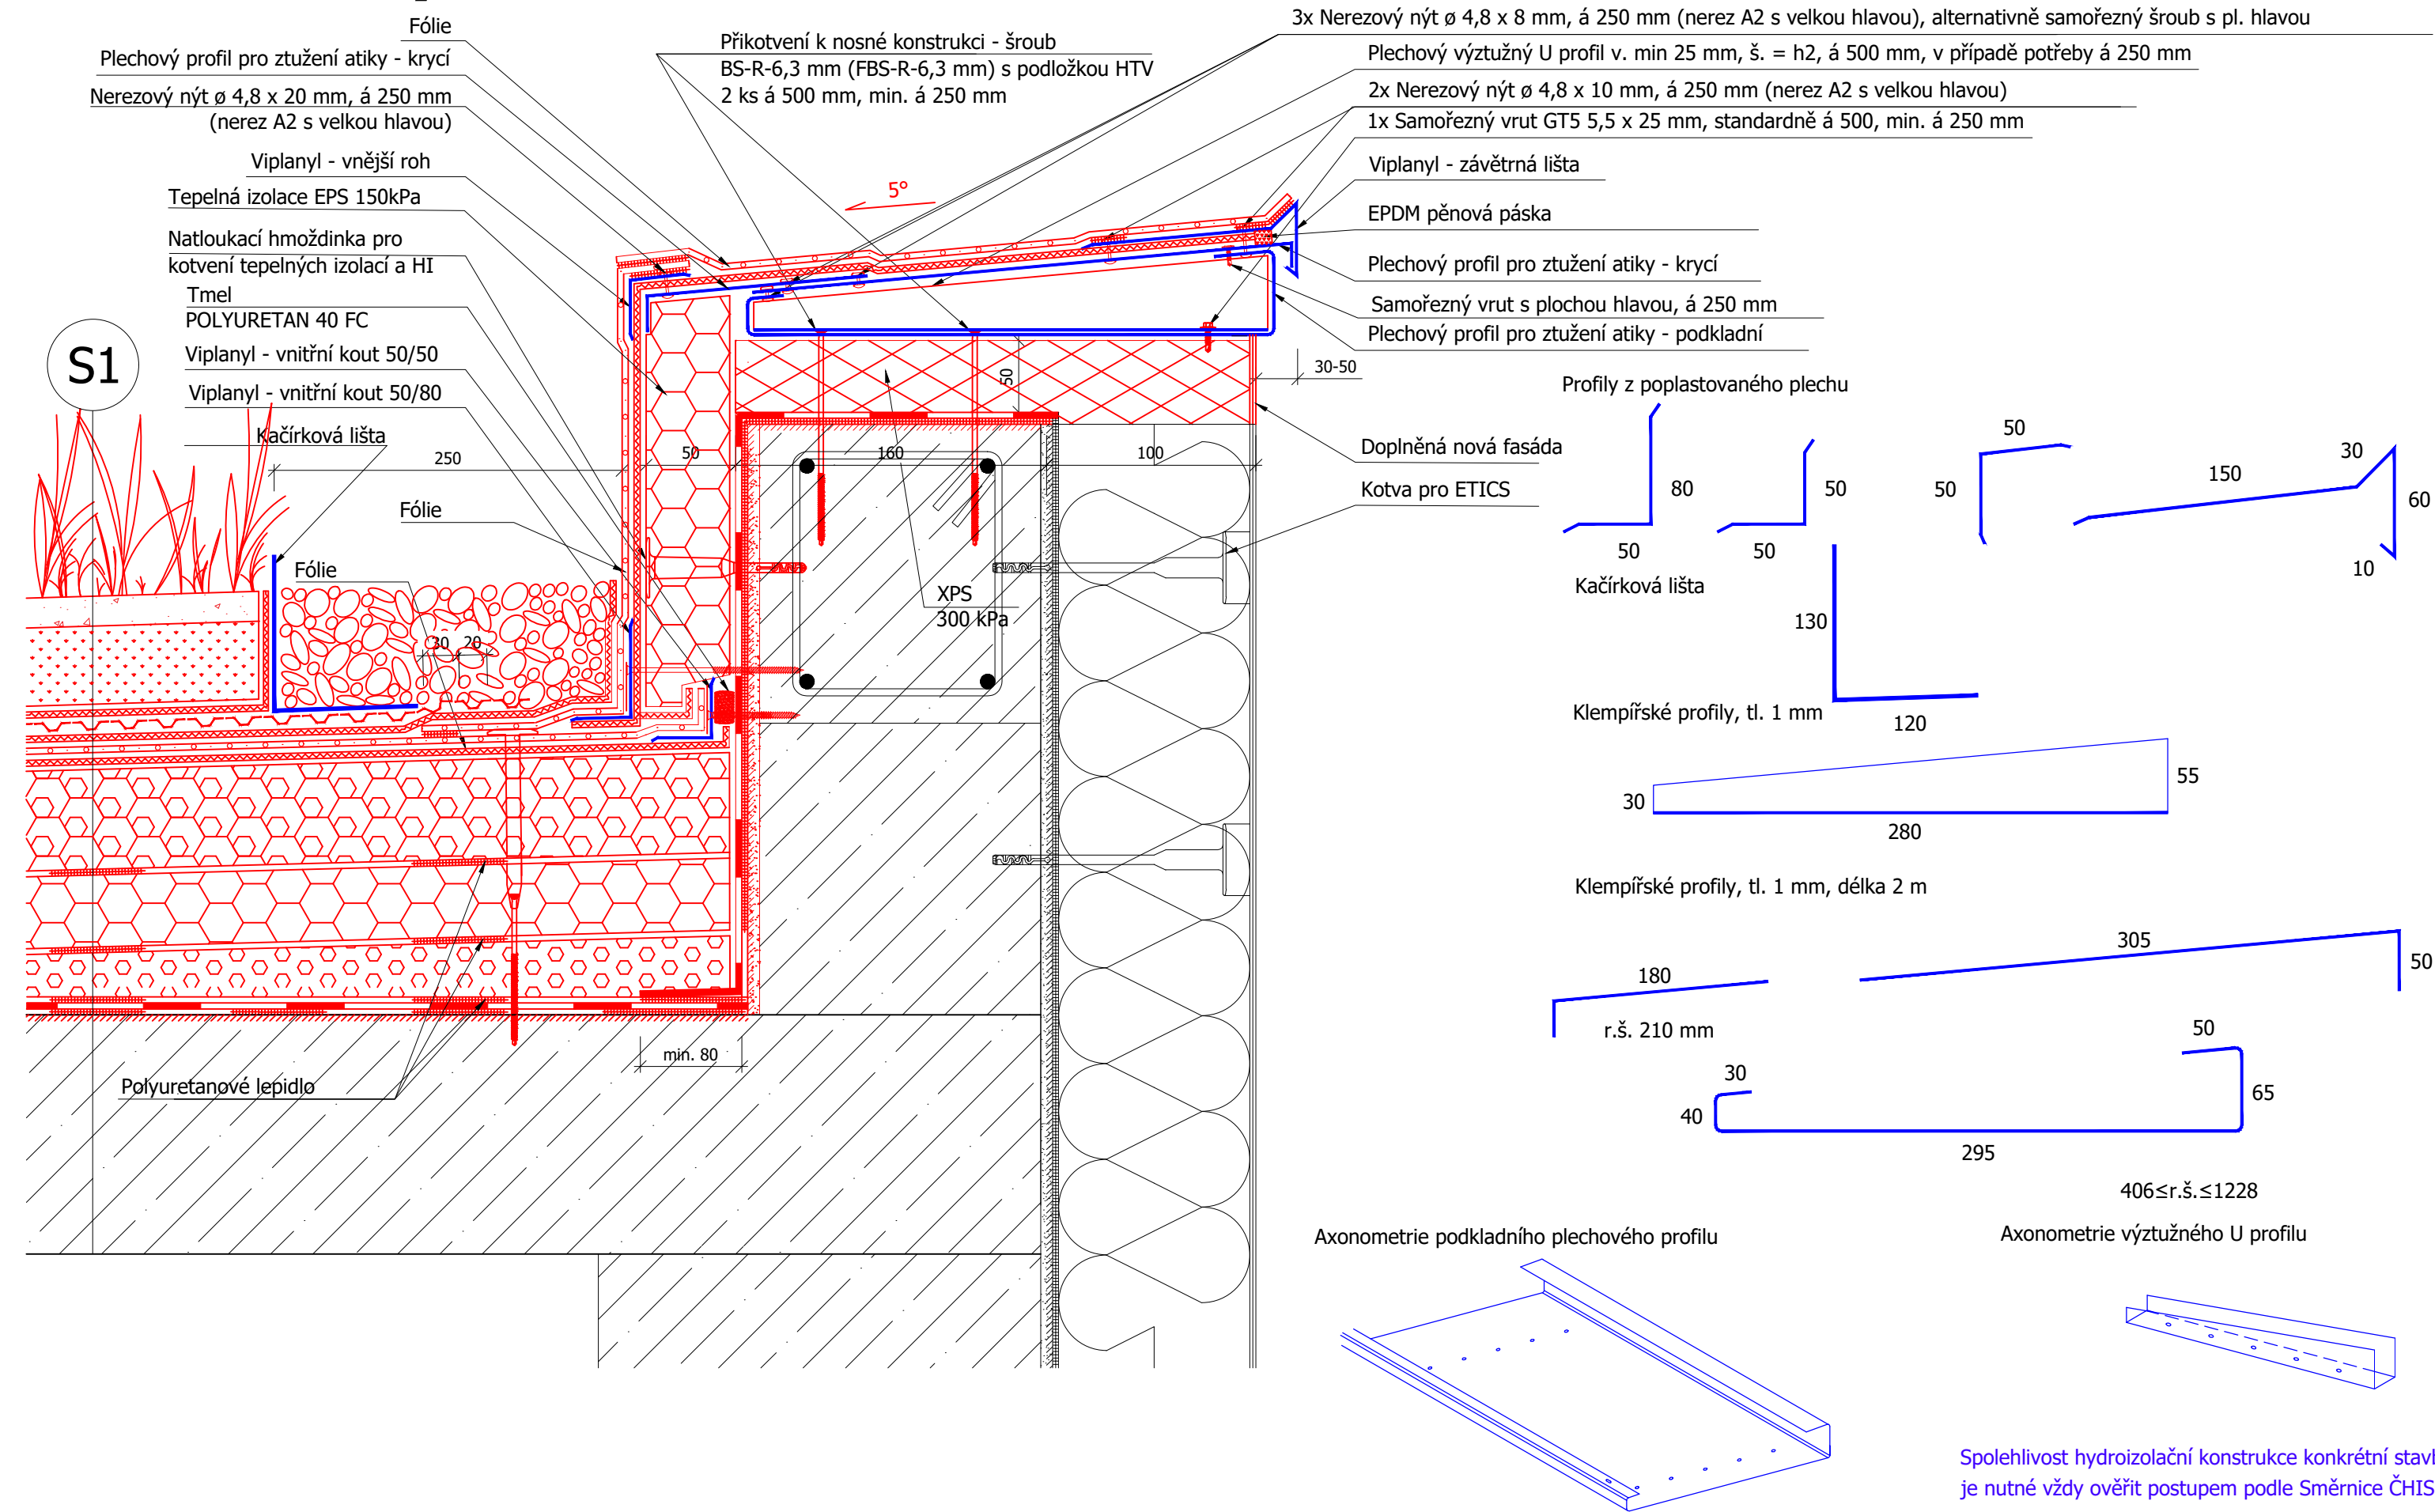 Fólie
Plechový profil pro ztužení atiky - krycí
Nerezový nýt ø 4,8 x 20 mm, á 250 mm
(nerez A2 s velkou hlavou)
Viplanyl - vnější roh
Tepelná izolace EPS 150kPa
Natloukací hmoždinka pro
kotvení tepelných izolací a HI
Tmel
POLYURETAN 40 FC
Viplanyl - vnitřní kout 50/50
Viplanyl - vnitřní kout 50/80
Kačírková lišta
S1
Přikotvení k nosné konstrukci - šroub
BS-R-6,3 mm (FBS-R-6,3 mm) s podložkou HTV
2 ks á 500 mm, min. á 250 mm
3x Nerezový nýt ø 4,8 x 8 mm, á 250 mm (nerez A2 s velkou hlavou), alternativně samořezný šroub s pl. hlavou
Plechový výztužný U profil v. min 25 mm, š. = h2, á 500 mm, v případě potřeby á 250 mm
2x Nerezový nýt ø 4,8 x 10 mm, á 250 mm (nerez A2 s velkou hlavou)
1x Samořezný vrut GT5 5,5 x 25 mm, standardně á 500, min. á 250 mm
Viplanyl - závětrná lišta
EPDM pěnová páska
Plechový profil pro ztužení atiky - krycí
Samořezný vrut s plochou hlavou, á 250 mm
Plechový profil pro ztužení atiky - podkladní
5°
50
30-50
250
50
160
100
Doplněná nová fasáda
Kotva pro ETICS
Fólie
Fólie
XPS
300 kPa
30
20
min. 80
Polyuretanové lepidlo
Profily z poplastovaného plechu
80
50
50
50
50
50
150
30
60
10
Kačírková lišta
130
120
Klempířské profily, tl. 1 mm
30
55
280
Klempířské profily, tl. 1 mm, délka 2 m
180
305
50
r.š. 210 mm
50
30
40
65
295
406≤r.š.≤1228
Axonometrie podkladního plechového profilu
Axonometrie výztužného U profilu
Spolehlivost hydroizolační konstrukce konkrétní stavb
je nutné vždy ověřit postupem podle Směrnice ČHIS